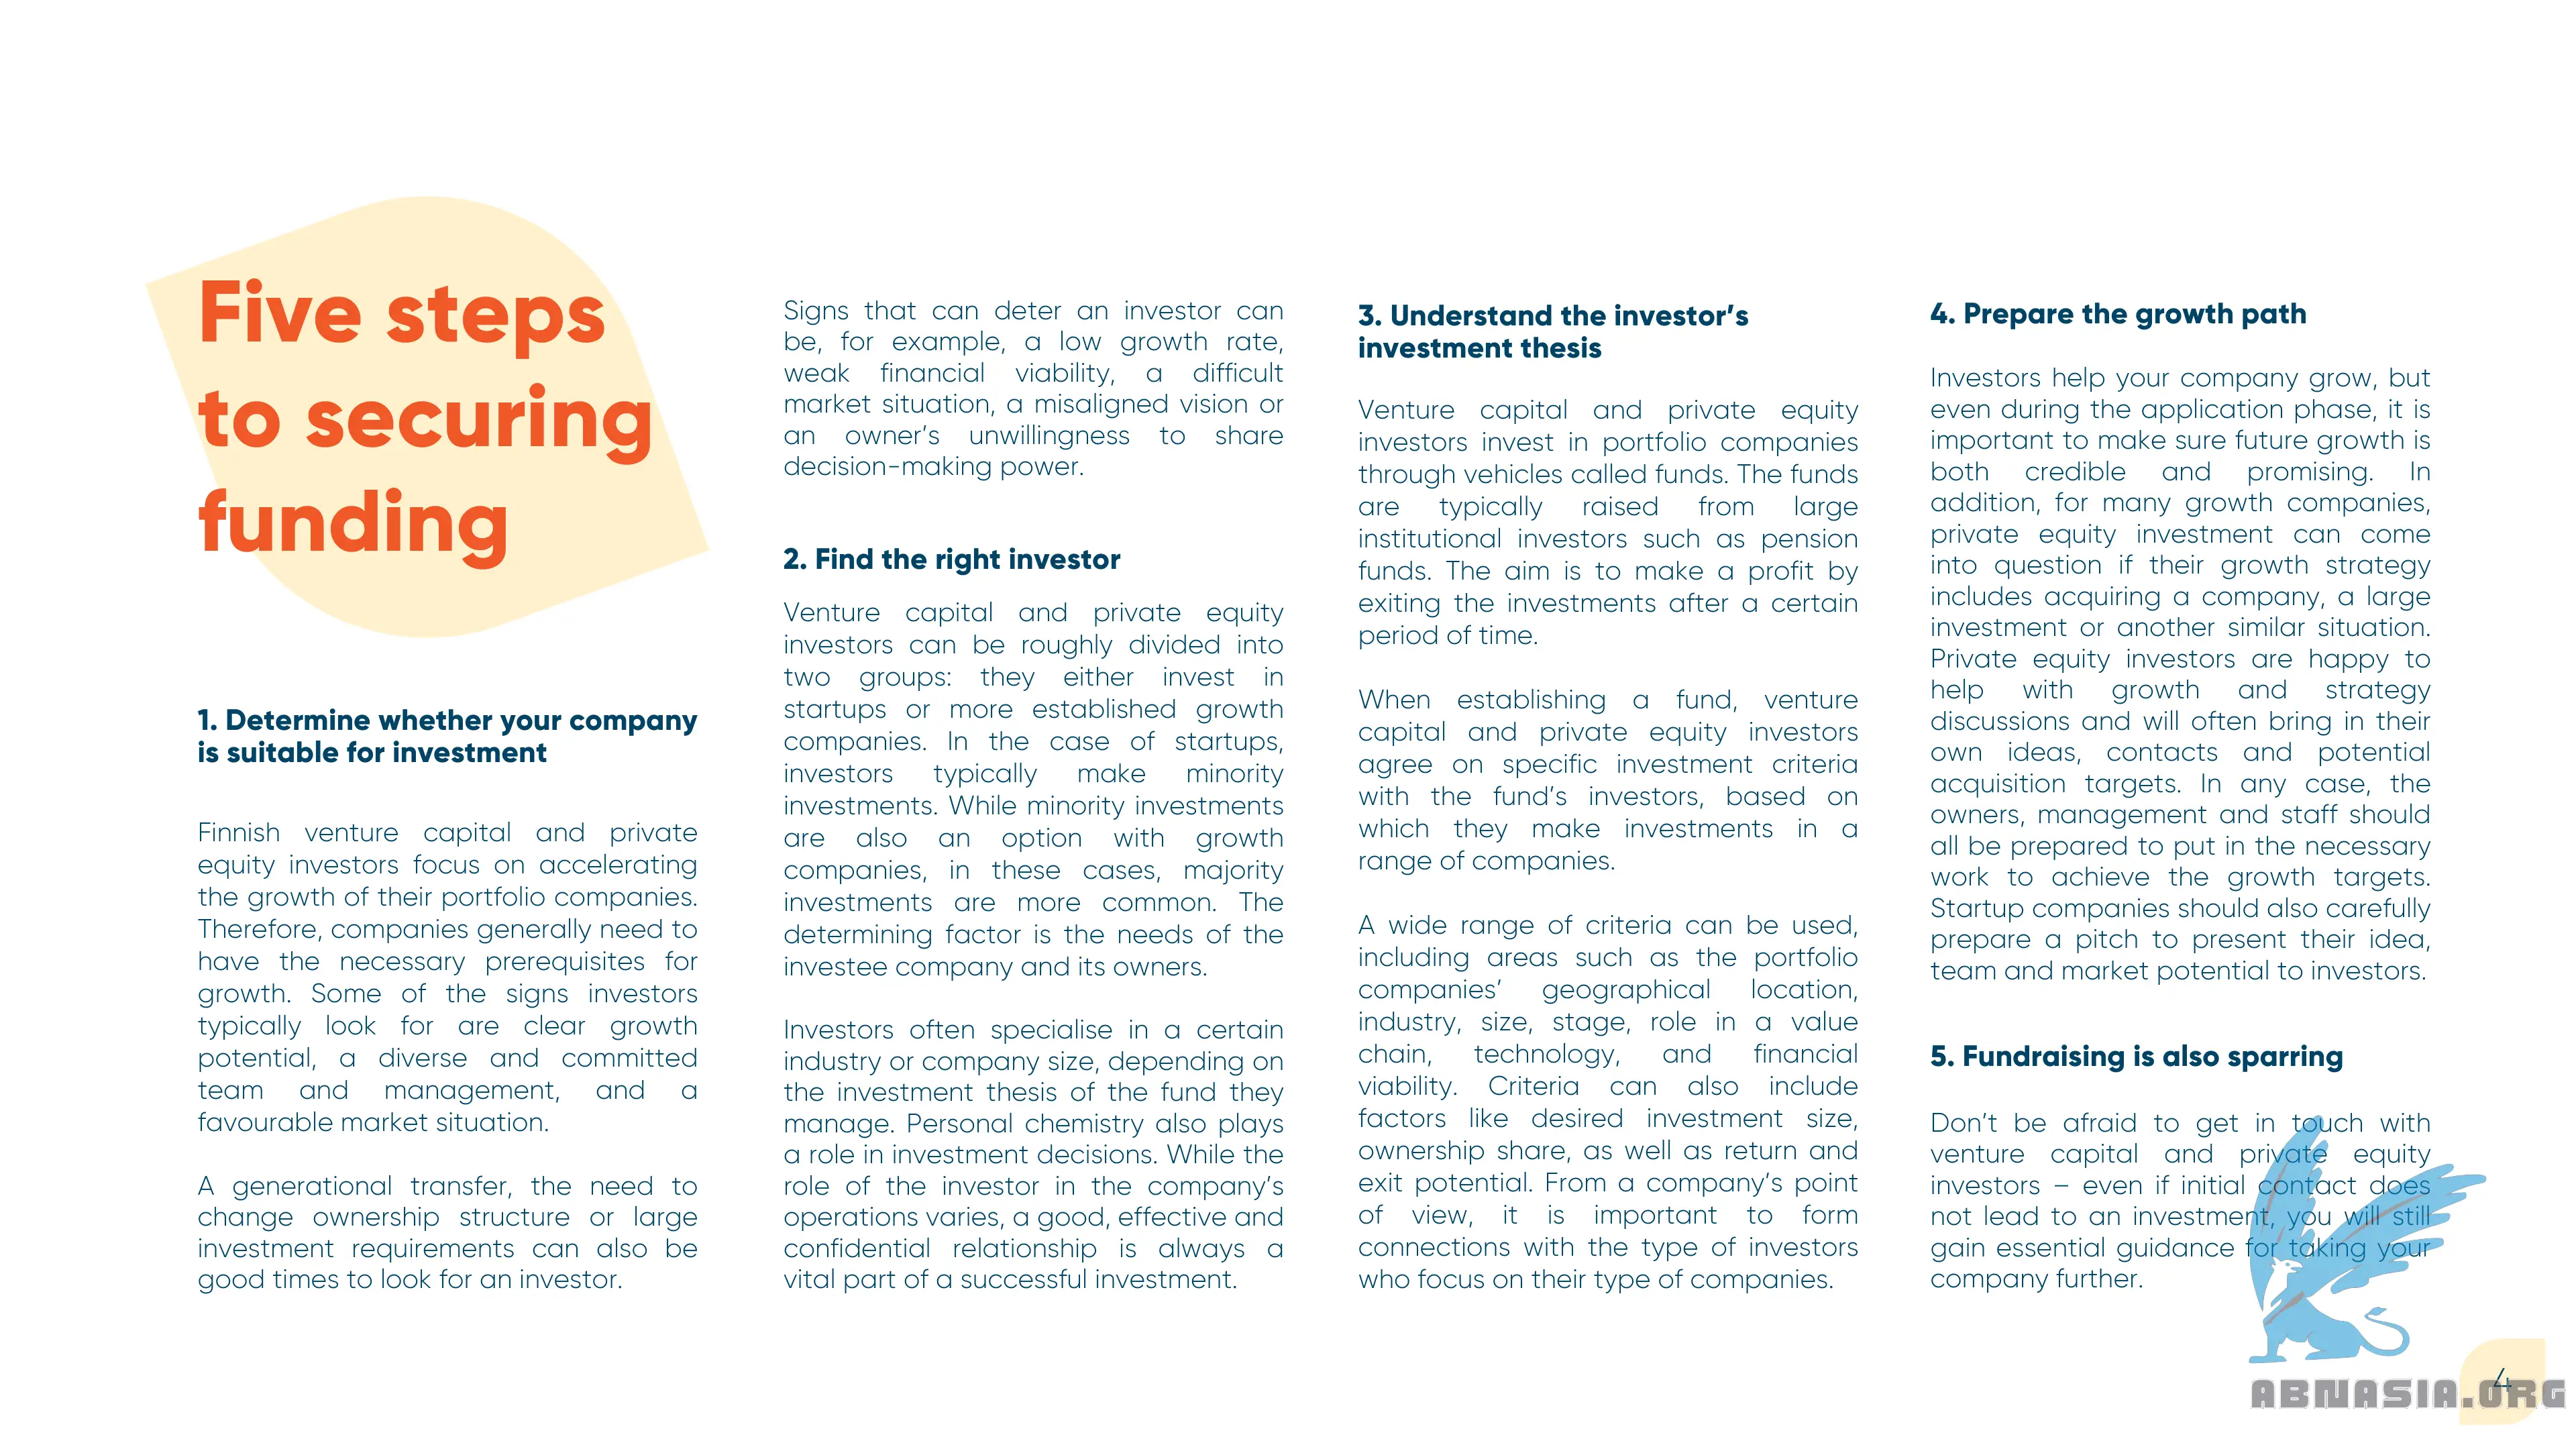 Five steps
to securing
funding
1. Determine whether your company
is suitable for investment
Finnish venture capital and private
equity investors focus on accelerating
the growth of their portfolio companies.
Therefore, companies generally need to
have the necessary prerequisites for
growth. Some of the signs investors
typically look for are clear growth
potential, a diverse and committed
team and management, and a
favourable market situation.
A generational transfer, the need to
change ownership structure or large
investment requirements can also be
good times to look for an investor.
Signs that can deter an investor can
be, for example, a low growth rate,
weak financial viability, a difficult
market situation, a misaligned vision or
an owner's unwillingness to share
decision-making power.
2. Find the right investor
Venture capital and private equity
investors can be roughly divided into
two groups: they either invest in
startups or more established growth
companies. In the case of startups,
investors typically make minority
investments. While minority investments
are also an option with growth
companies, in these cases, majority
investments are more common. The
determining factor is the needs of the
investee company and its owners.
Investors often specialise in a certain
industry or company size, depending on
the investment thesis of the fund they
manage. Personal chemistry also plays
a role in investment decisions. While the
role of the investor in the company's
operations varies, a good, effective and
confidential relationship is always a
vital part of a successful investment.
3. Understand the investor's
investment thesis
Venture capital and private equity
investors invest in portfolio companies
through vehicles called funds. The funds
are typically raised from large
institutional investors such as pension
funds. The aim is to make a profit by
exiting the investments after a certain
period of time.
When establishing a fund, venture
capital and private equity investors
agree on specific investment criteria
with the fund's investors, based on
which they make investments in a
range of companies.
A wide range of criteria can be used,
including areas such as the portfolio
companies' geographical location,
industry, size, stage, role in a value
chain, technology, and financial
viability. Criteria can also include
factors like desired investment size,
ownership share, as well as return and
exit potential. From a company's point
of view, it is important to form
connections with the type of investors
who focus on their type of companies.
4. Prepare the growth path
Investors help your company grow, but
even during the application phase, it is
important to make sure future growth is
both credible and promising. In
addition, for many growth companies,
private equity investment can come
into question if their growth strategy
includes acquiring a company, a large
investment or another similar situation.
Private equity investors are happy to
help with growth and strategy
discussions and will often bring in their
own ideas, contacts and potential
acquisition targets. In any case, the
owners, management and staff should
all be prepared to put in the necessary
work to achieve the growth targets.
Startup companies should also carefully
prepare a pitch to present their idea,
team and market potential to investors.
5. Fundraising is also sparring
Don't be afraid to get in touch with
venture capital and private equity
investors – even if initial contact does
not lead to an investment, you will still
gain essential guidance for taking your
company further.
4
ABNASIA.ORG